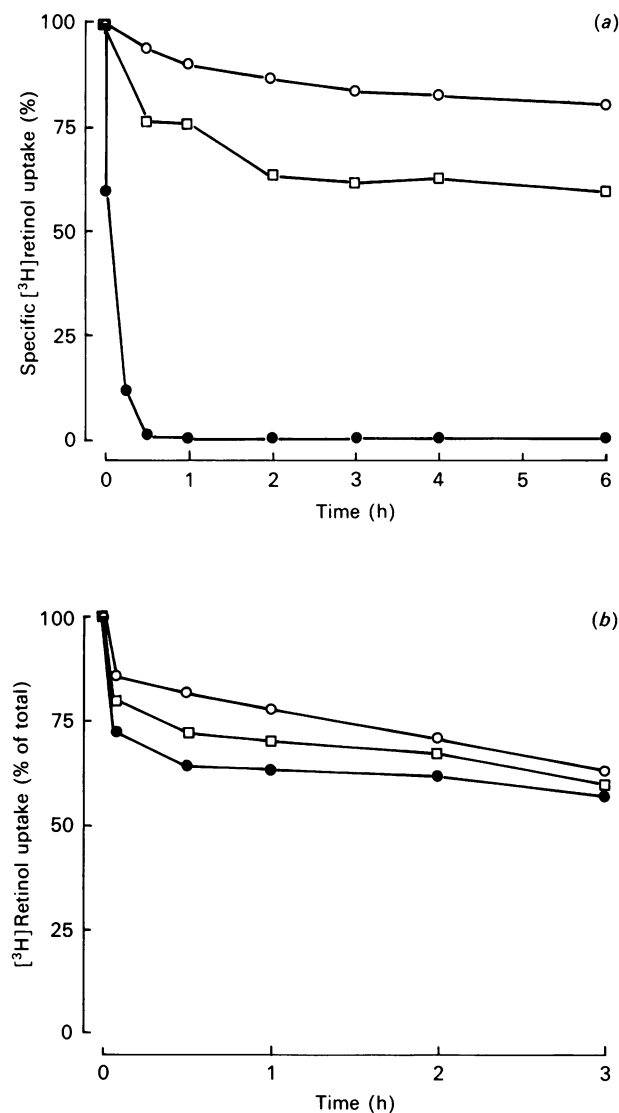 (a)
Specific [³H]retinol uptake (%)
100
75
50
25
0
0 1 2 3 4 5 6
Time (h)
(b)
[³H]Retinol uptake (% of total)
100
75
50
25
0
0 1 2 3
Time (h)